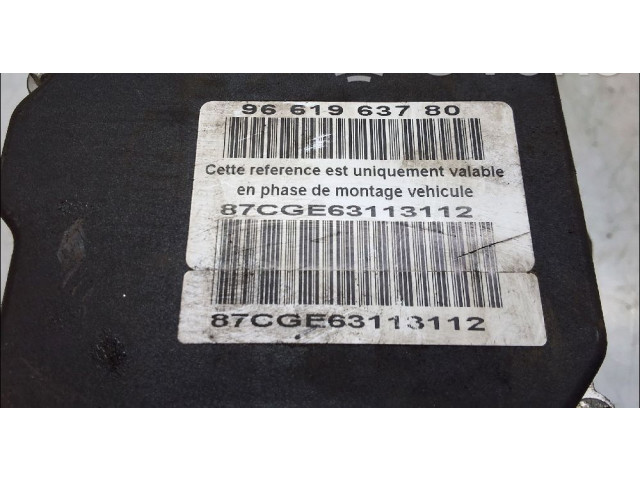 96 619 637 80
Cette reference est uniquement valable
en phase de montage vehicule
87CGE63113112
87CGE63113112